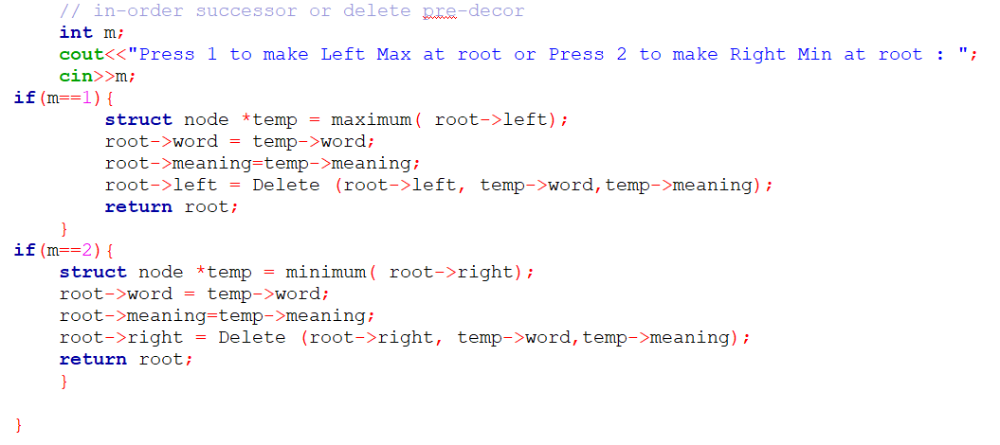 // in-order successor or delete pre-decor
int m;
cout<<"Press 1 to make Left Max at root or Press 2 to make Right Min at root : ";
cin>>m;
if(m==1){
struct node *temp = maximum( root->left);
root->word = temp->word;
root->meaning=temp->meaning;
root->left = Delete (root->left, temp->word,temp->meaning);
return root;
}
if(m==2){
struct node *temp = minimum( root->right);
root->word = temp->word;
root->meaning=temp->meaning;
root->right = Delete (root->right, temp->word,temp->meaning);
return root;
}
}